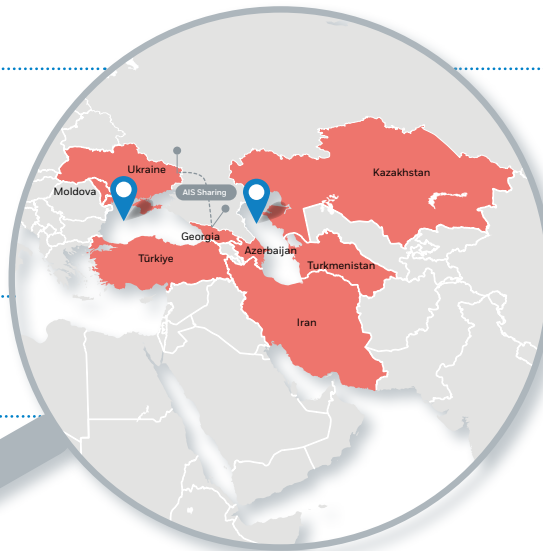 Ukraine
Kazakhstan
Moldova
AIS Sharing
Georgia
Azerbaijan
Türkiye
Turkmenistan
Iran